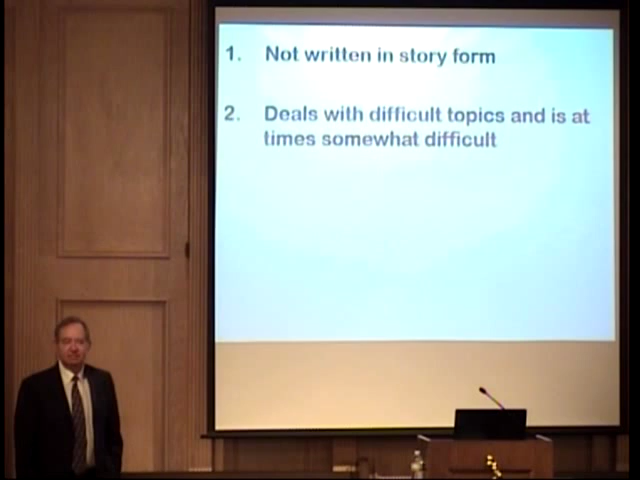 1. Not written in story form
2. Deals with difficult topics and is at
times somewhat difficult